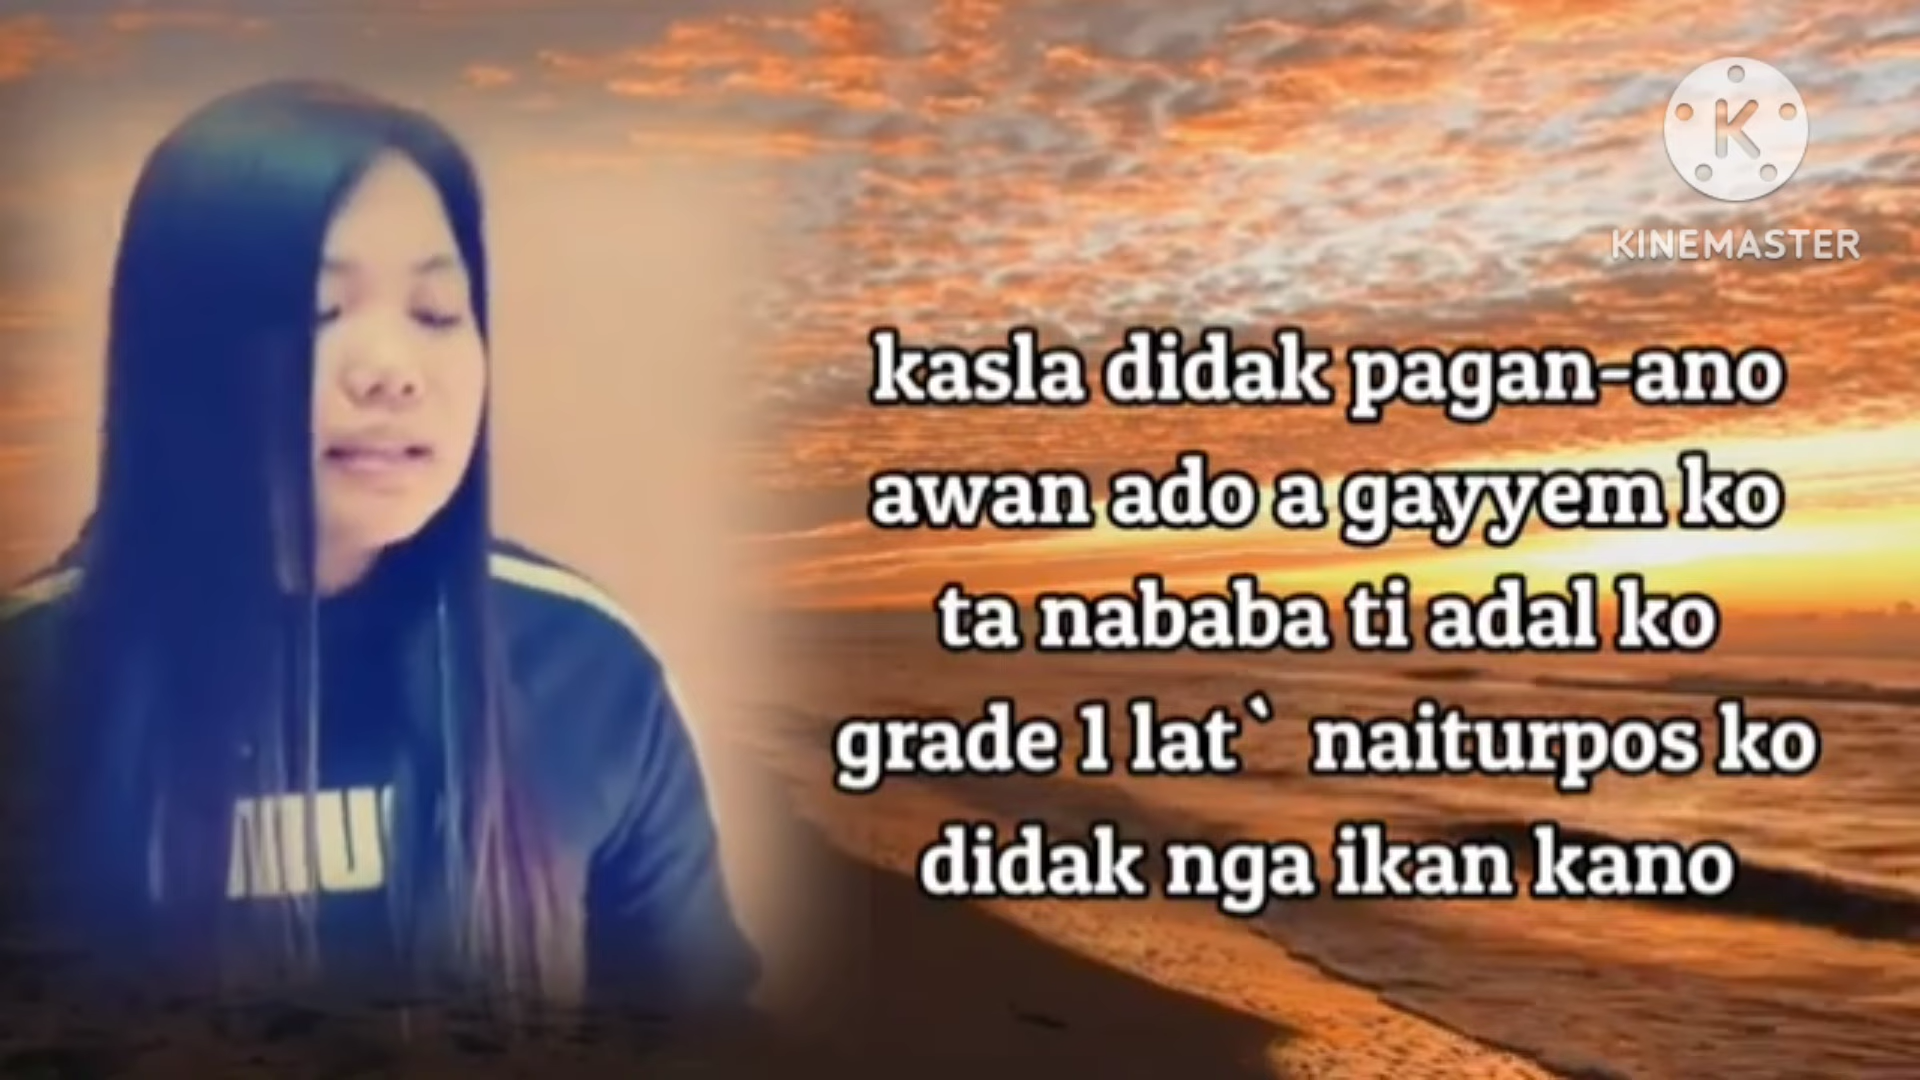 K
KINEMASTER
kasla didak pagan-ano
awan ado a gayyem ko
ta nababa ti adal ko
grade 1 lat` naiturpos ko
didak nga ikan kano